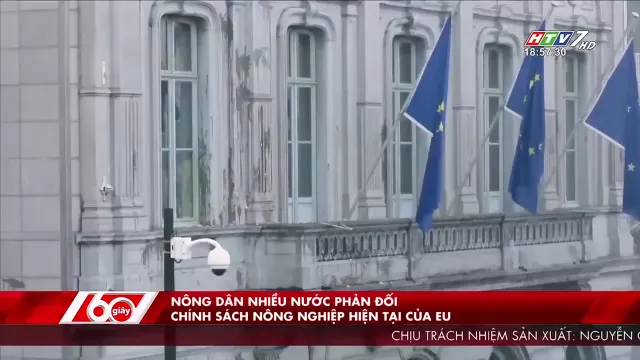 HTV7 HD
18:57:30
60 giây
NÔNG DÂN NHIỀU NƯỚC PHẢN ĐỐI
CHÍNH SÁCH NÔNG NGHIỆP HIỆN TẠI CỦA EU
CHỊU TRÁCH NHIỆM SẢN XUẤT: NGUYỄN